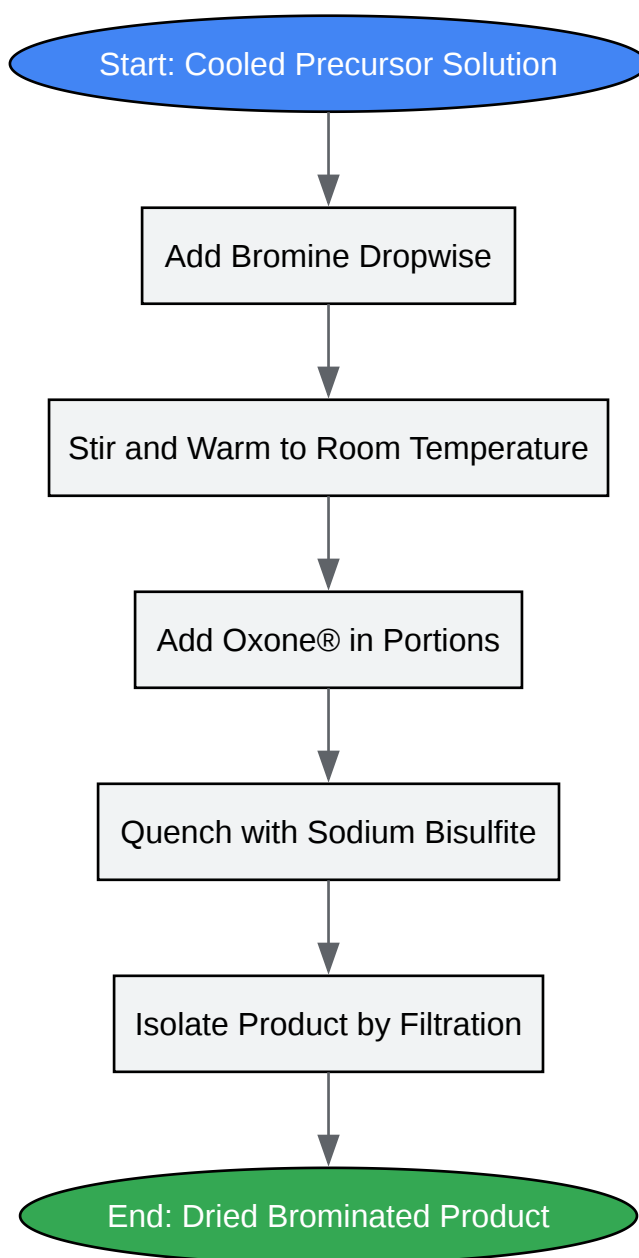 Start: Cooled Precursor Solution
Add Bromine Dropwise
Stir and Warm to Room Temperature
Add Oxone® in Portions
Quench with Sodium Bisulfite
Isolate Product by Filtration
End: Dried Brominated Product